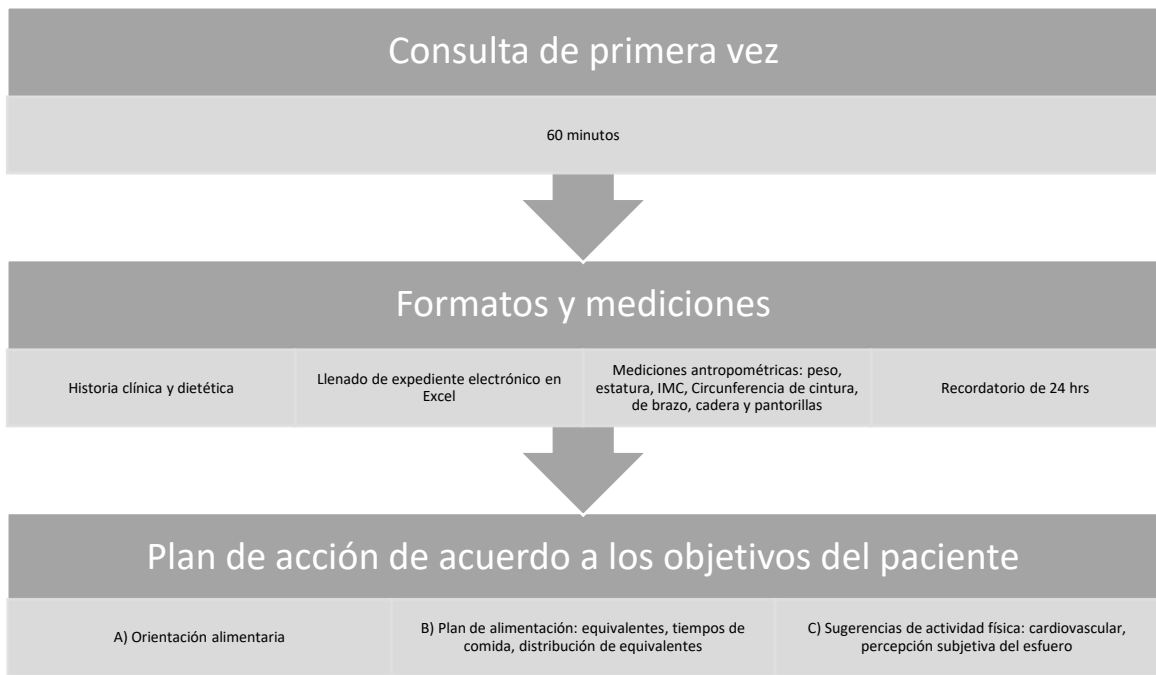 Consulta de primera vez
60 minutos
Formatos y mediciones
Historia clínica y dietética
Llenado de expediente electrónico en
Excel
Mediciones antropométricas: peso,
estatura, IMC, Circunferencia de cintura,
de brazo, cadera y pantorillas
Recordatorio de 24 hrs
Plan de acción de acuerdo a los objetivos del paciente
A) Orientación alimentaria
B) Plan de alimentación: equivalentes, tiempos de
comida, distribución de equivalentes
C) Sugerencias de actividad física: cardiovascular,
percepción subjetiva del esfuero